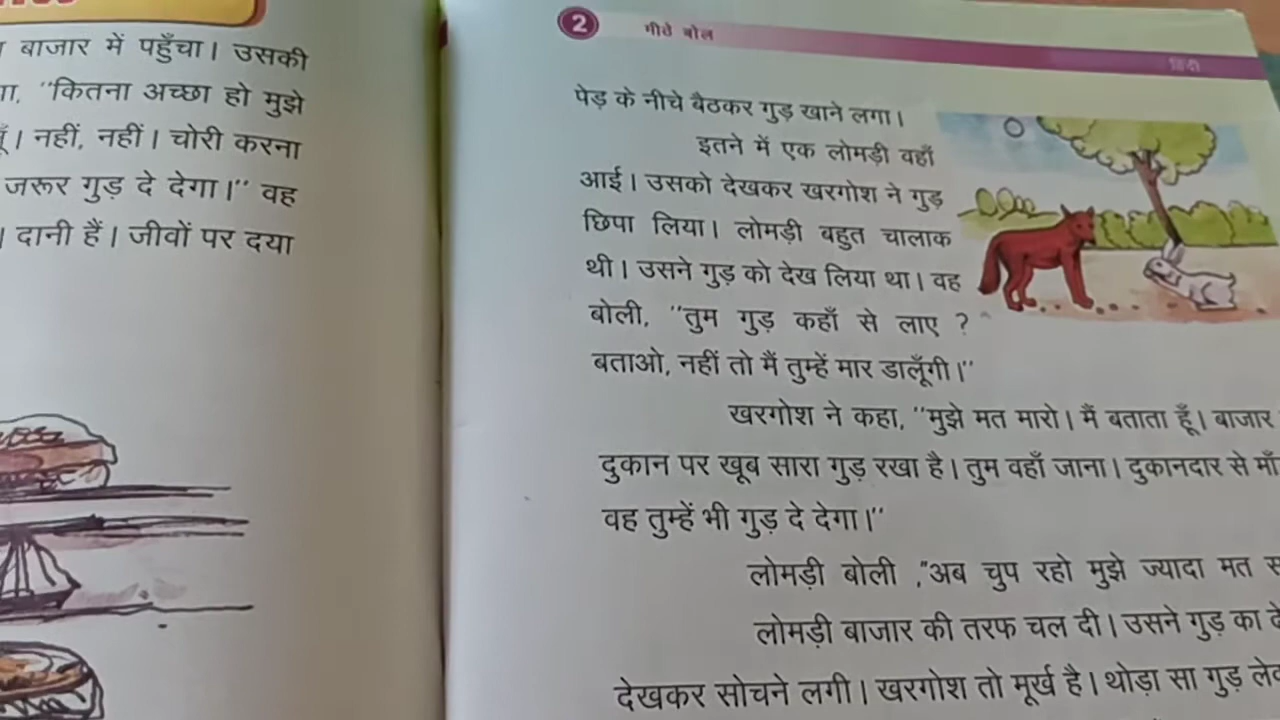 बाजार में पहुँचा। उसकी
"कितना अच्छा हो मुझे
नहीं, नहीं। चोरी करना
जरूर गुड़ दे देगा।" वह
। दानी हैं। जीवों पर दया
2 मीठे बोल
हिंदी
पेड़ के नीचे बैठकर गुड़ खाने लगा।
इतने में एक लोमड़ी वहाँ
आई। उसको देखकर खरगोश ने गुड़
छिपा लिया। लोमड़ी बहुत चालाक
थी। उसने गुड़ को देख लिया था। वह
बोली, "तुम गुड़ कहाँ से लाए ?
बताओ, नहीं तो मैं तुम्हें मार डालूँगी।"
खरगोश ने कहा, "मुझे मत मारो। मैं बताता हूँ। बाजार
दुकान पर खूब सारा गुड़ रखा है। तुम वहाँ जाना। दुकानदार से
वह तुम्हें भी गुड़ दे देगा।"
लोमड़ी बोली ,"अब चुप रहो मुझे ज्यादा मत
लोमड़ी बाजार की तरफ चल दी। उसने गुड़ का
देखकर सोचने लगी। खरगोश तो मूर्ख है। थोड़ा सा गुड़